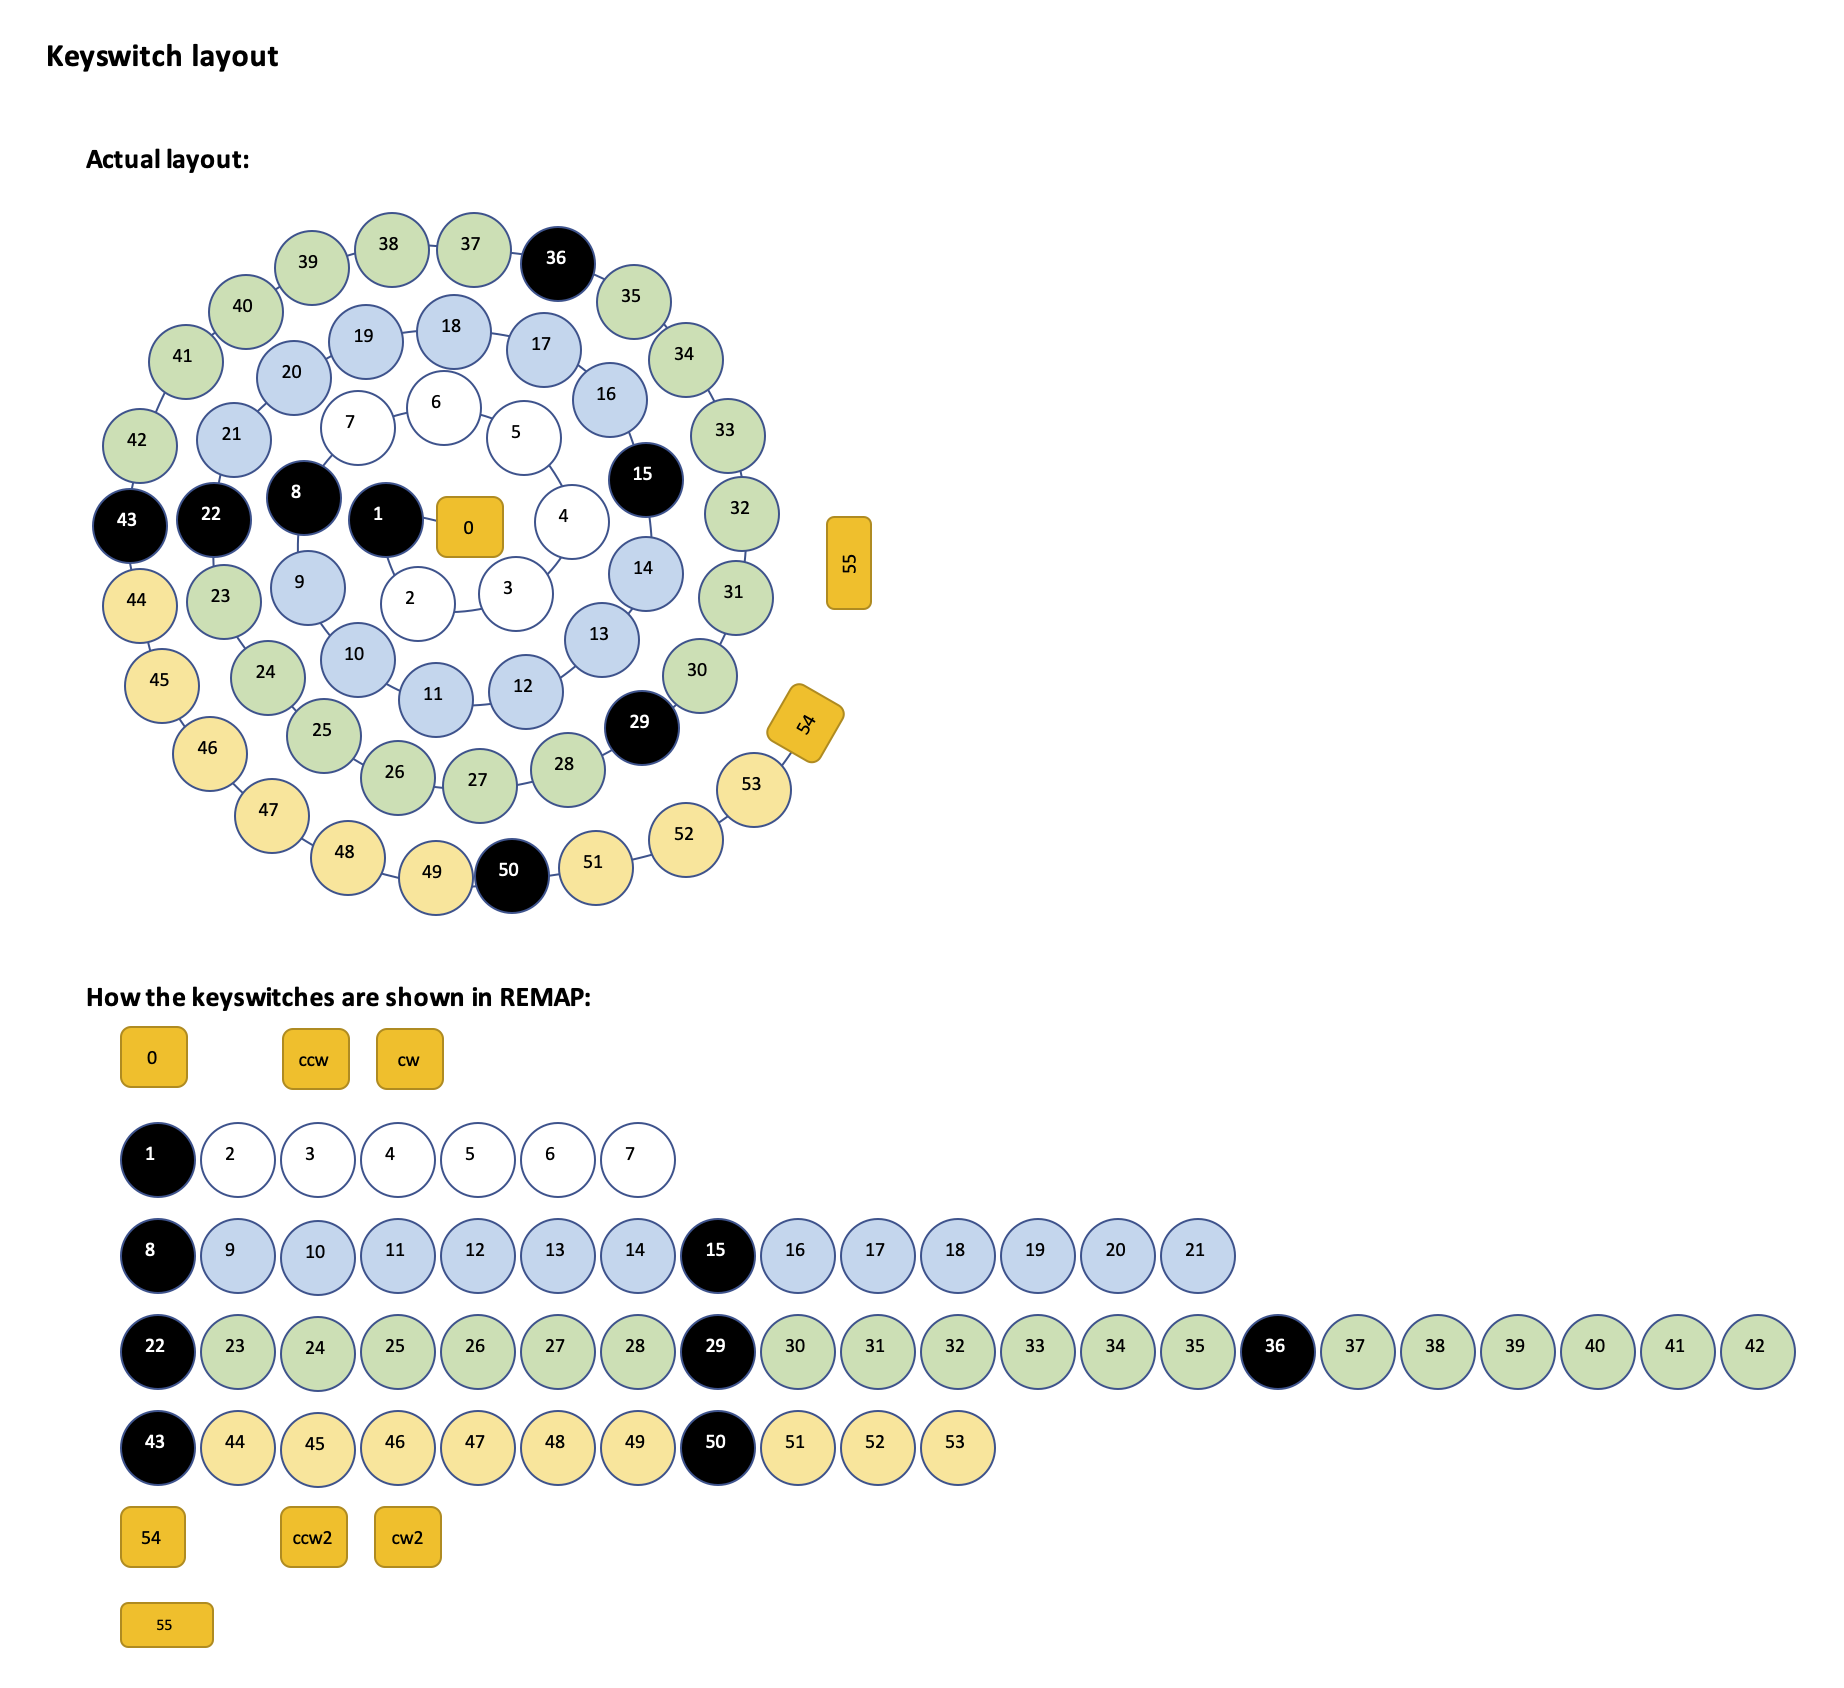 Keyswitch layout
Actual layout:
38 37
39 36
40 35
19 18 17
41 20 34
6 16
7 5
42 21 33
8 15
43 22 1 0 4 32
55
9 14
44 23 2 3 31
13
10
45 24 11 12 30
25 29 54
46 26 27 28
47 53
48 52
49 50 51
How the keyswitches are shown in REMAP:
0 ccw cw
1 2 3 4 5 6 7
8 9 10 11 12 13 14 15 16 17 18 19 20 21
22 23 24 25 26 27 28 29 30 31 32 33 34 35 36 37 38 39 40 41 42
43 44 45 46 47 48 49 50 51 52 53
54 ccw2 cw2
55